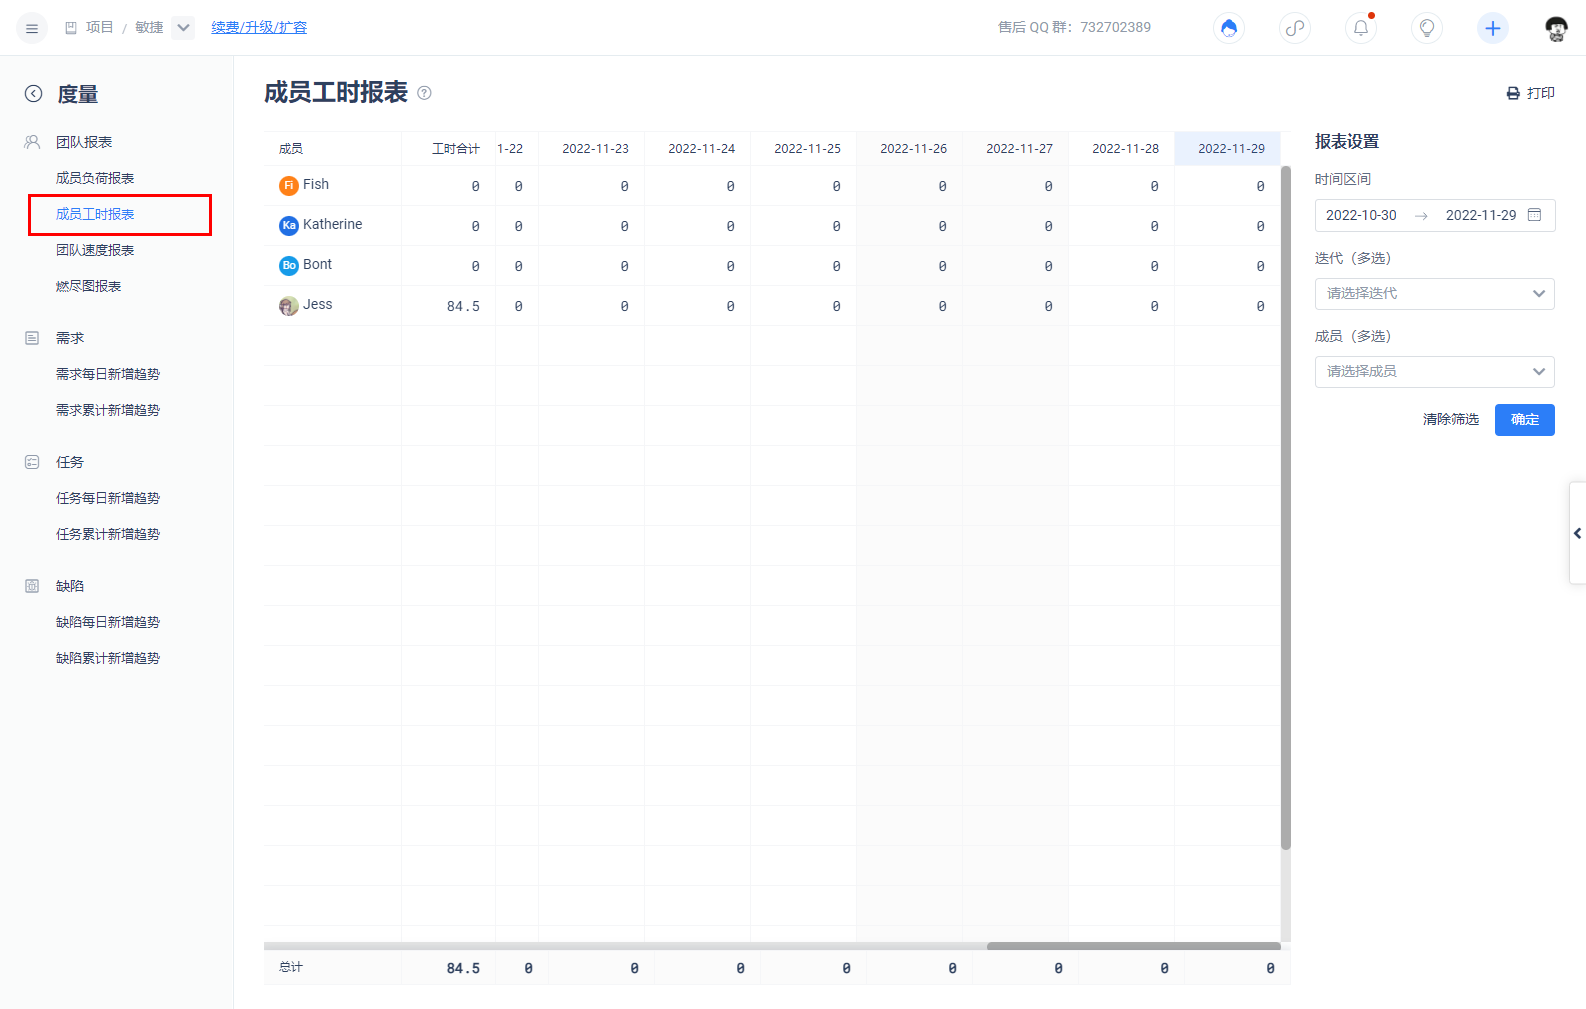 项目 / 敏捷 续费/升级/扩容 售后 QQ 群：732702389
度量
团队报表
成员负荷报表
成员工时报表
团队速度报表
燃尽图报表
需求
需求每日新增趋势
需求累计新增趋势
任务
任务每日新增趋势
任务累计新增趋势
缺陷
缺陷每日新增趋势
缺陷累计新增趋势
成员工时报表 ?
打印
成员 工时合计 1-22 2022-11-23 2022-11-24 2022-11-25 2022-11-26 2022-11-27 2022-11-28 2022-11-29
Fi Fish 0 0 0 0 0 0 0 0 0
Ka Katherine 0 0 0 0 0 0 0 0 0
Bo Bont 0 0 0 0 0 0 0 0 0
Jess 84.5 0 0 0 0 0 0 0 0
总计 84.5 0 0 0 0 0 0 0 0
报表设置
时间区间
2022-10-30 → 2022-11-29
迭代（多选）
请选择迭代
成员（多选）
请选择成员
清除筛选 确定